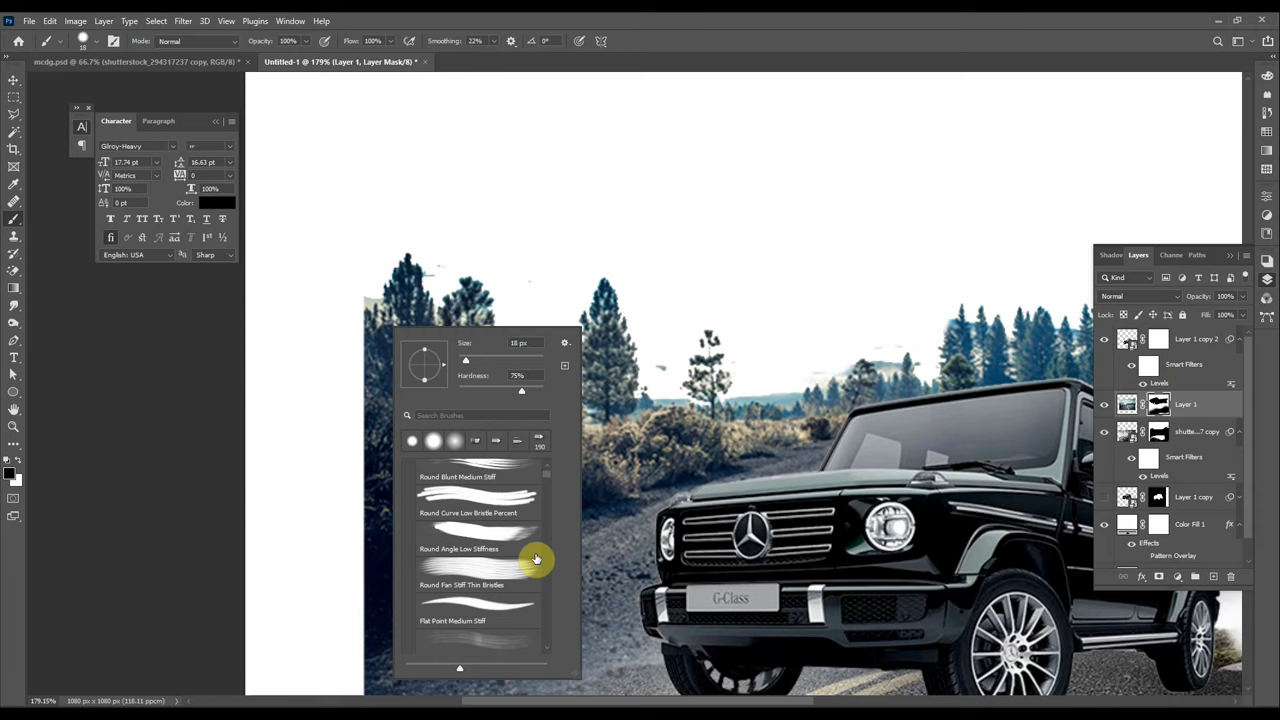 Ps File Edit Image Layer Type Select Filter 3D View Plugins Window Help
18 Mode: Normal Opacity: 100% Flow: 100% Smoothing: 22% 0°
mcdg.psd @ 66.7% (shutterstock_294317237 copy, RGB/8) * × Untitled-1 @ 179% (Layer 1, Layer Mask/8) * ×
Character Paragraph
Gilroy-Heavy
17.74 pt 16.63 pt
Metrics 0
100% 100%
0 pt Color:
English: USA Sharp
Size: 18 px
Hardness: 75%
Search Brushes
190
Round Blunt Medium Stiff
Round Curve Low Bristle Percent
Round Angle Low Stiffness
Round Fan Stiff Thin Bristles
Flat Point Medium Stiff
G-Class
Shadov Layers Channe Paths
Kind
Normal Opacity: 100%
Lock: Fill: 100%
Layer 1 copy 2
Smart Filters
Levels
Layer 1
shutte...7 copy
Smart Filters
Levels
Layer 1 copy
Color Fill 1 fx
Effects
Pattern Overlay
179.15% 1080 px x 1080 px (118.11 ppcm)